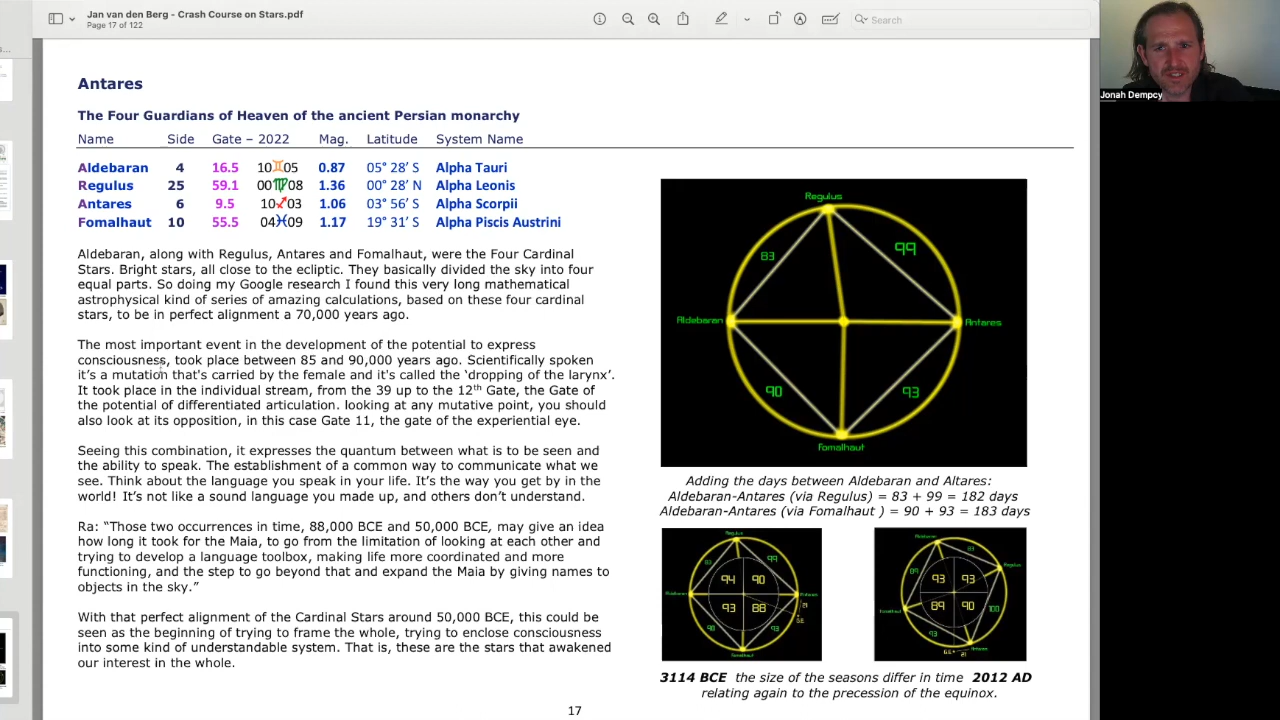 Jan van den Berg - Crash Course on Stars.pdf
Page 17 of 122
Search
Jonah Dempcy
Antares
The Four Guardians of Heaven of the ancient Persian monarchy
Name Side Gate – 2022 Mag. Latitude System Name
Aldebaran 4 16.5 10♊05 0.87 05° 28′ S Alpha Tauri
Regulus 25 59.1 00♍08 1.36 00° 28′ N Alpha Leonis
Antares 6 9.5 10♐03 1.06 03° 56′ S Alpha Scorpii
Fomalhaut 10 55.5 04♓09 1.17 19° 31′ S Alpha Piscis Austrini
Aldebaran, along with Regulus, Antares and Fomalhaut, were the Four Cardinal
Stars. Bright stars, all close to the ecliptic. They basically divided the sky into four
equal parts. So doing my Google research I found this very long mathematical
astrophysical kind of series of amazing calculations, based on these four cardinal
stars, to be in perfect alignment a 70,000 years ago.
The most important event in the development of the potential to express
consciousness, took place between 85 and 90,000 years ago. Scientifically spoken
it's a mutation that's carried by the female and it's called the 'dropping of the larynx'.
It took place in the individual stream, from the 39 up to the 12th Gate, the Gate of
the potential of differentiated articulation. looking at any mutative point, you should
also look at its opposition, in this case Gate 11, the gate of the experiential eye.
Seeing this combination, it expresses the quantum between what is to be seen and
the ability to speak. The establishment of a common way to communicate what we
see. Think about the language you speak in your life. It's the way you get by in the
world! It's not like a sound language you made up, and others don't understand.
Ra: "Those two occurrences in time, 88,000 BCE and 50,000 BCE, may give an idea
how long it took for the Maia, to go from the limitation of looking at each other and
trying to develop a language toolbox, making life more coordinated and more
functioning, and the step to go beyond that and expand the Maia by giving names to
objects in the sky."
With that perfect alignment of the Cardinal Stars around 50,000 BCE, this could be
seen as the beginning of trying to frame the whole, trying to enclose consciousness
into some kind of understandable system. That is, these are the stars that awakened
our interest in the whole.
Regulus
83 99
Aldebaran Antares
90 93
Fomalhaut
Adding the days between Aldebaran and Altares:
Aldebaran-Antares (via Regulus) = 83 + 99 = 182 days
Aldebaran-Antares (via Fomalhaut ) = 90 + 93 = 183 days
Regulus
83 99
94 90
Aldebaran Antares
93 88
90 93
Fomalhaut
Aldebaran
83
Regulus
93 93
Fomalhaut
89 90
100
93
Antares
3114 BCE the size of the seasons differ in time 2012 AD
relating again to the precession of the equinox.
17